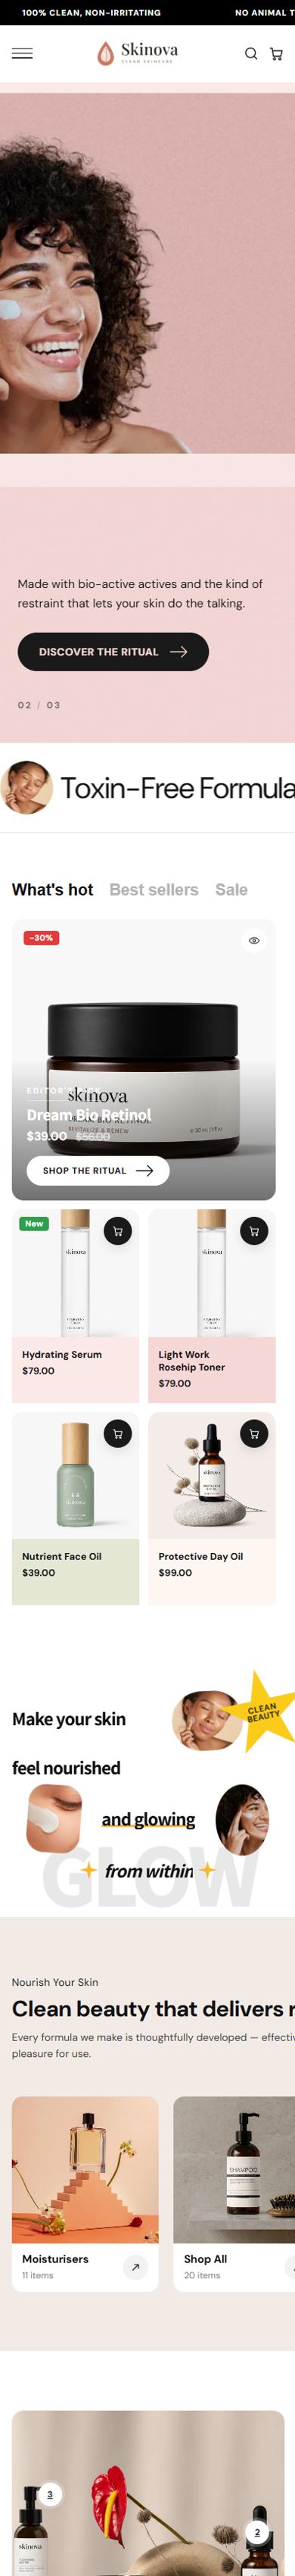 100% CLEAN, NON-IRRITATING NO ANIMAL T
Skinova
CLEAN SKINCARE
Made with bio-active actives and the kind of
restraint that lets your skin do the talking.
DISCOVER THE RITUAL
02 / 03
Toxin-Free Formula
What's hot Best sellers Sale
-30%
skinova
EDITOR'S PICK
Dream Bio Retinol
REVITALIZE & RENEW
$39.00 $56.00
SHOP THE RITUAL
New
skinova
skinova
Hydrating Serum
$79.00
Light Work
Rosehip Toner
$79.00
skinova
Nutrient Face Oil
$39.00
Protective Day Oil
$99.00
CLEAN
BEAUTY
Make your skin
feel nourished
and glowing
GLOW
from within
Nourish Your Skin
Clean beauty that delivers r
Every formula we make is thoughtfully developed — effectiv
pleasure for use.
SHAMPOO
Moisturisers
11 items
Shop All
20 items
3
2
skinova